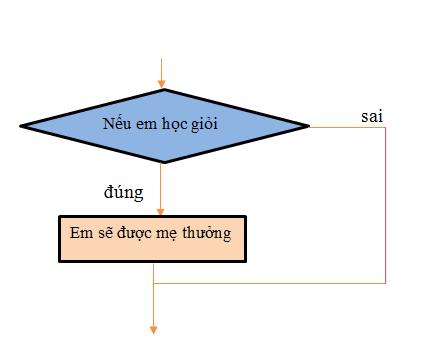 Nếu em học giỏi
sai
đúng
Em sẽ được mẹ thưởng